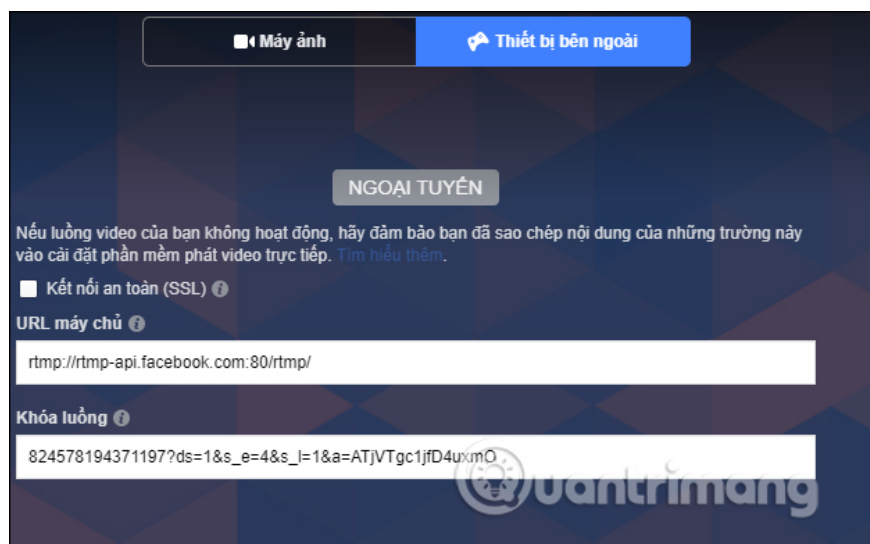 Máy ảnh
Thiết bị bên ngoài
NGOẠI TUYẾN
Nếu luồng video của bạn không hoạt động, hãy đảm bảo bạn đã sao chép nội dung của những trường này
vào cài đặt phần mềm phát video trực tiếp. Tìm hiểu thêm.
Kết nối an toàn (SSL)
URL máy chủ
rtmp://rtmp-api.facebook.com:80/rtmp/
Khóa luồng
824578194371197?ds=1&s_e=4&s_l=1&a=ATjVTgc1jfD4uxmO
Quantrimang